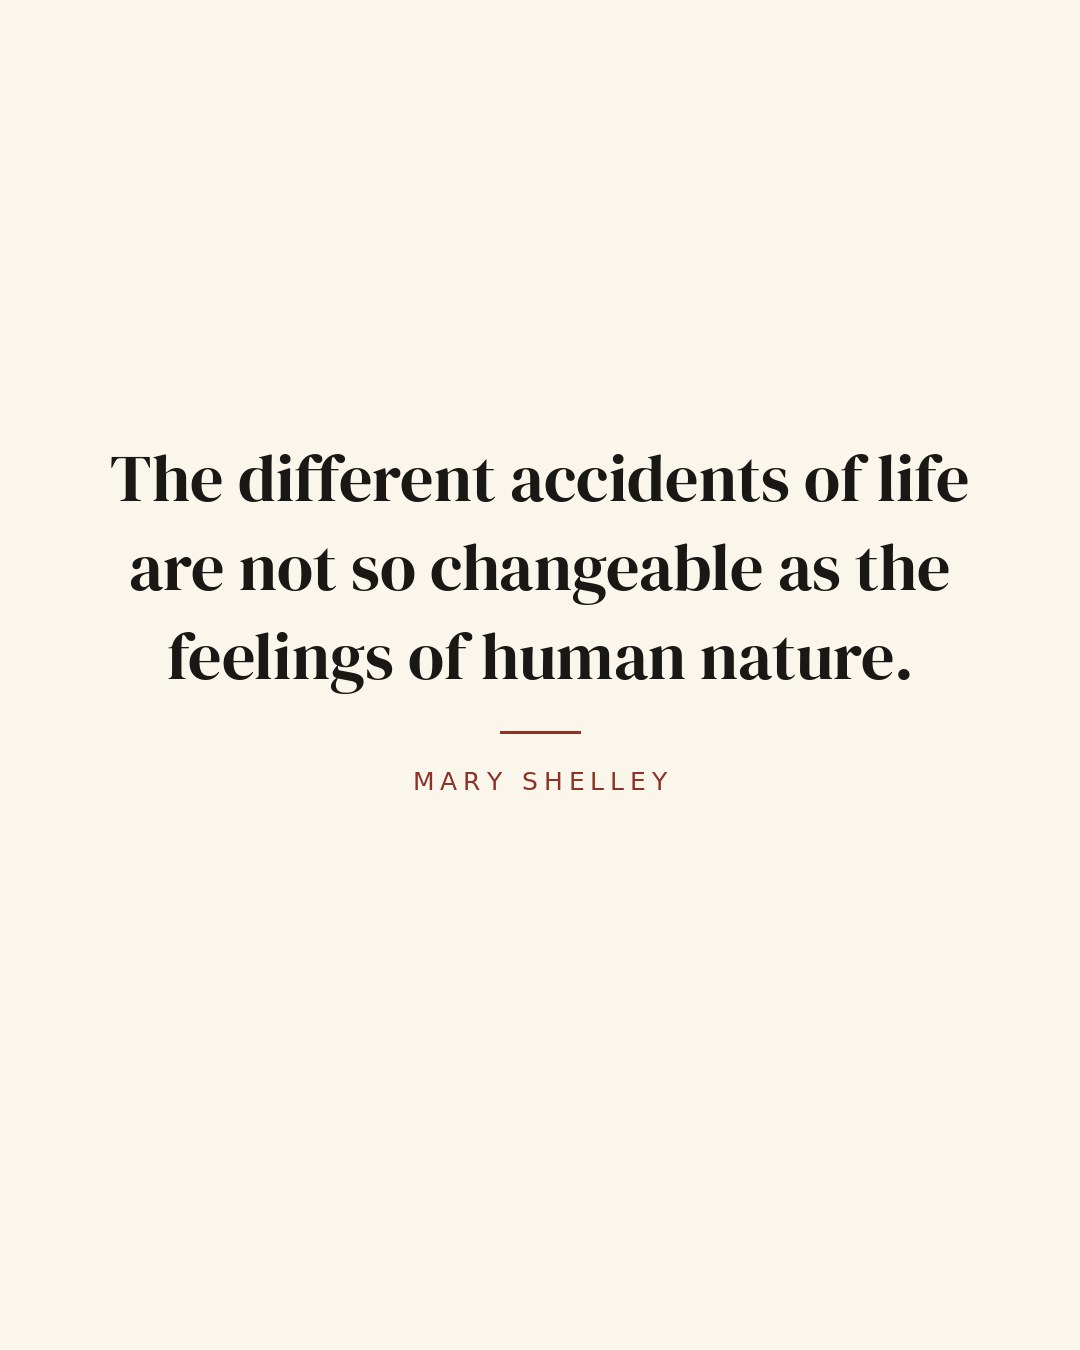 The different accidents of life
are not so changeable as the
feelings of human nature.
MARY SHELLEY